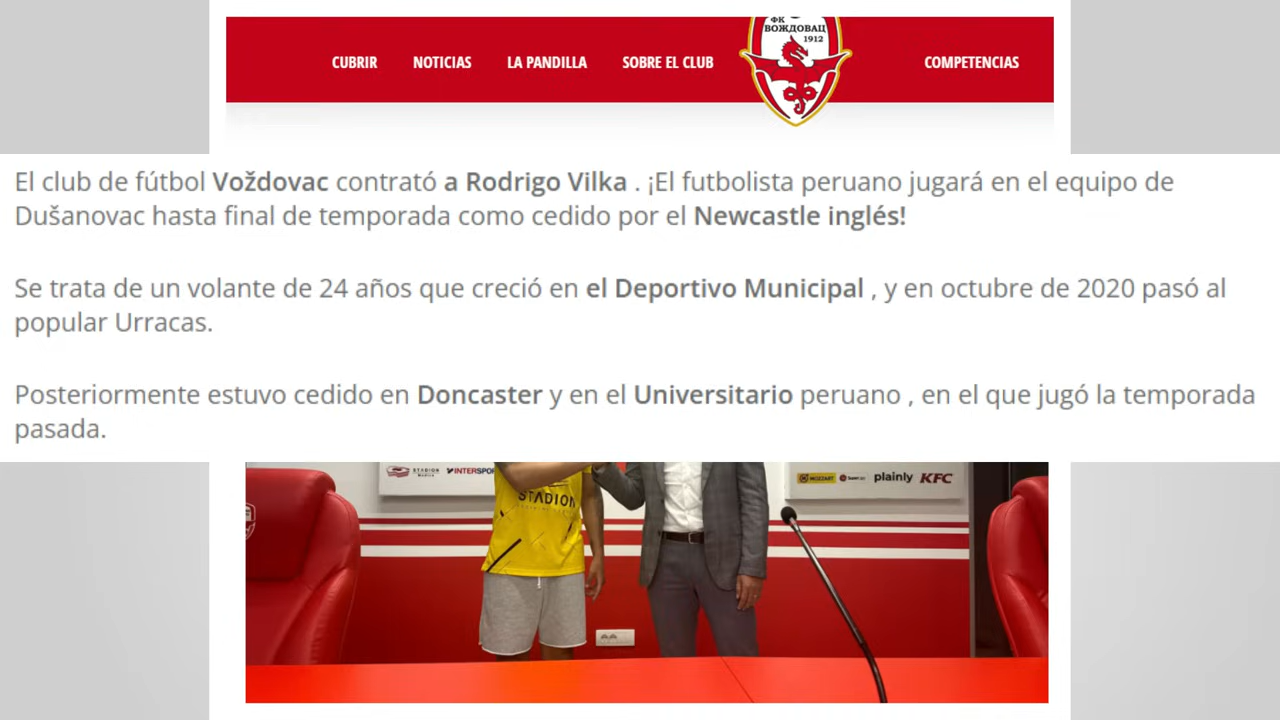 ФК
ВОЖДОВАЦ
1912
CUBRIR NOTICIAS LA PANDILLA SOBRE EL CLUB COMPETENCIAS
El club de fútbol Voždovac contrató a Rodrigo Vilka . ¡El futbolista peruano jugará en el equipo de
Dušanovac hasta final de temporada como cedido por el Newcastle inglés!
Se trata de un volante de 24 años que creció en el Deportivo Municipal , y en octubre de 2020 pasó al
popular Urracas.
Posteriormente estuvo cedido en Doncaster y en el Universitario peruano , en el que jugó la temporada
pasada.
STADION INTERSPOR
MOZZART plainly KFC
STADION